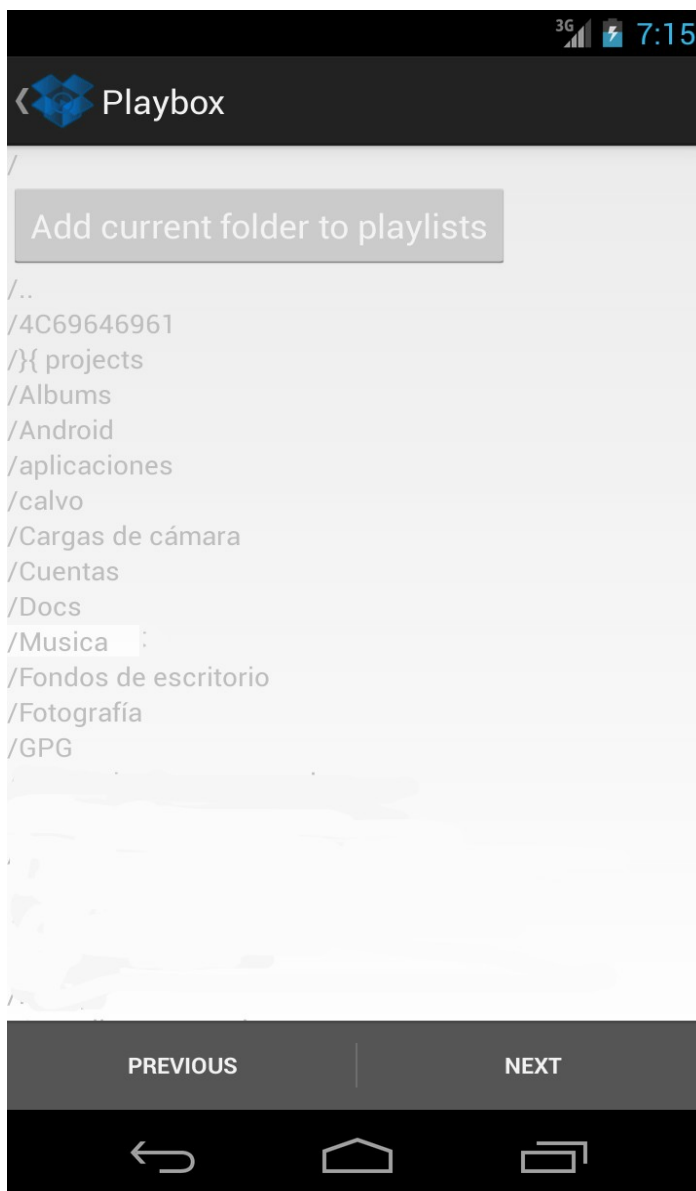 3G 7:15
Playbox
/
Add current folder to playlists
/..
/4C69646961
/}{ projects
/Albums
/Android
/aplicaciones
/calvo
/Cargas de cámara
/Cuentas
/Docs
/Musica
/Fondos de escritorio
/Fotografía
/GPG
PREVIOUS NEXT